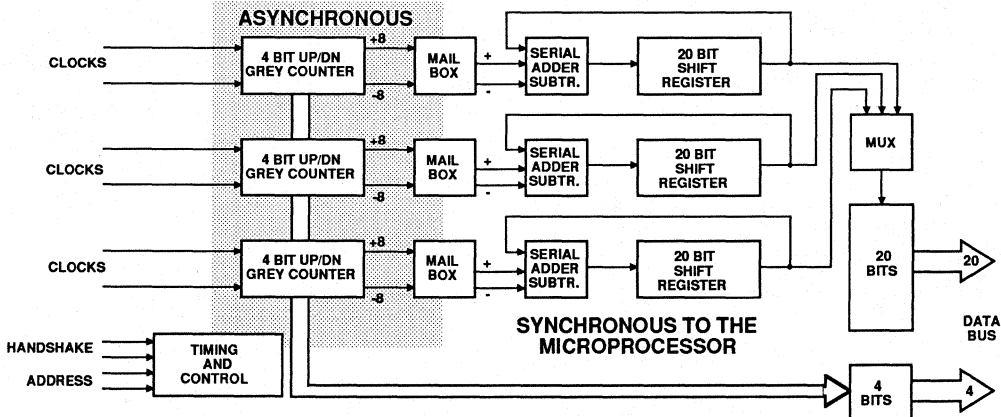 ASYNCHRONOUS
CLOCKS
4 BIT UP/DN
GREY COUNTER
+8
-8
MAIL
BOX
+
-
SERIAL
ADDER
SUBTR.
20 BIT
SHIFT
REGISTER
MUX
CLOCKS
4 BIT UP/DN
GREY COUNTER
+8
-8
MAIL
BOX
+
-
SERIAL
ADDER
SUBTR.
20 BIT
SHIFT
REGISTER
CLOCKS
4 BIT UP/DN
GREY COUNTER
+8
-8
MAIL
BOX
+
-
SERIAL
ADDER
SUBTR.
20 BIT
SHIFT
REGISTER
20
BITS
20
SYNCHRONOUS TO THE
MICROPROCESSOR
DATA
BUS
HANDSHAKE
ADDRESS
TIMING
AND
CONTROL
4
BITS
4